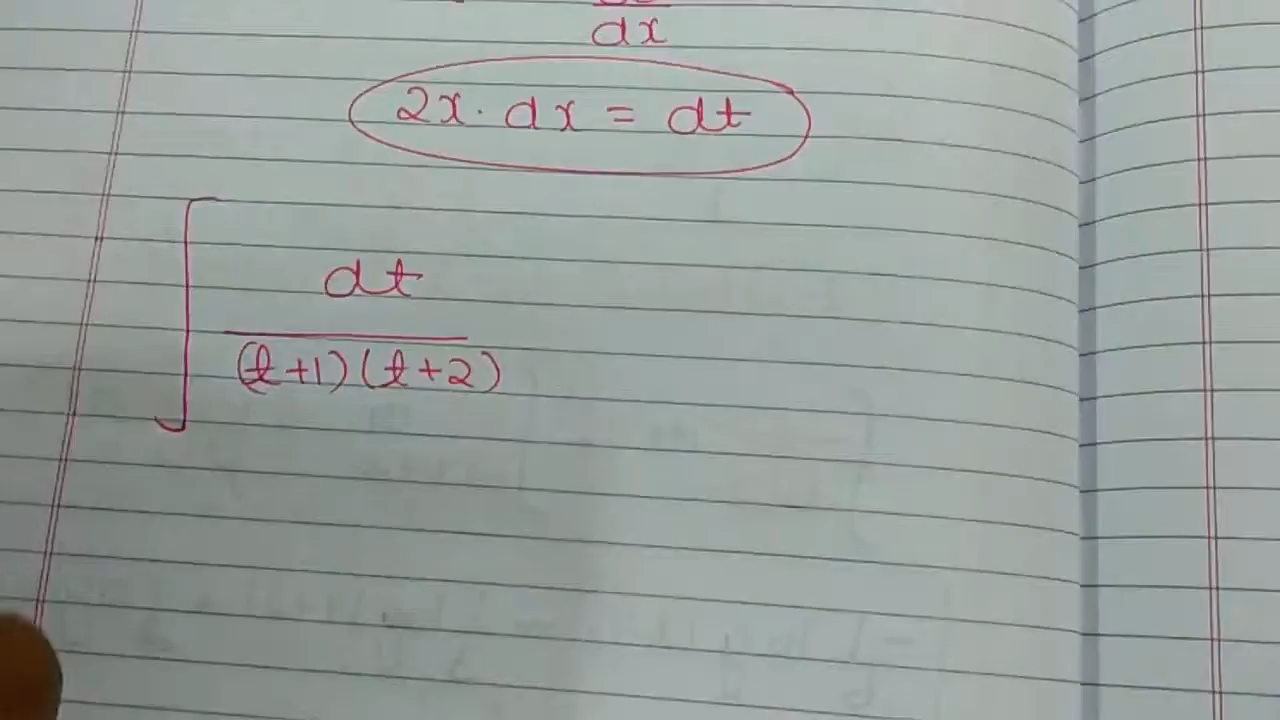 dx
2x. dx = dt
∫ dt
(t+1)(t+2)